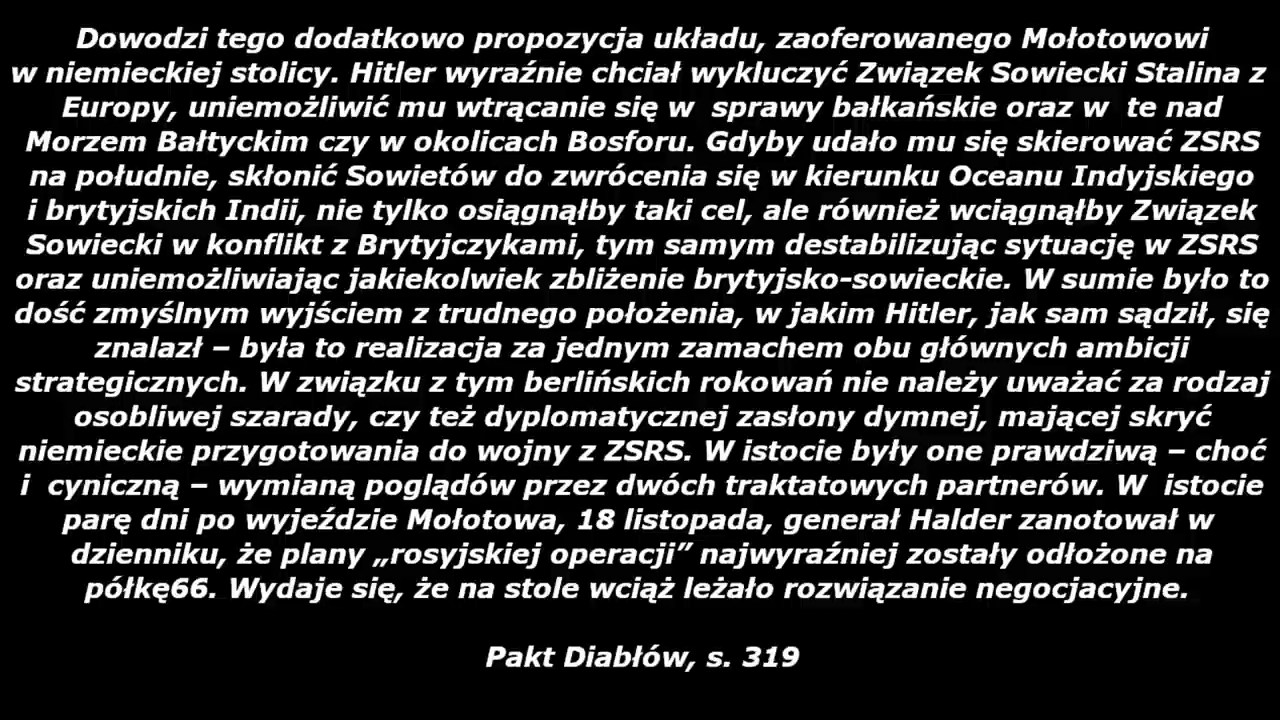 Dowodzi tego dodatkowo propozycja układu, zaoferowanego Mołotowowi
w niemieckiej stolicy. Hitler wyraźnie chciał wykluczyć Związek Sowiecki Stalina z
Europy, uniemożliwić mu wtrącanie się w  sprawy bałkańskie oraz w  te nad
Morzem Bałtyckim czy w okolicach Bosforu. Gdyby udało mu się skierować ZSRS
na południe, skłonić Sowietów do zwrócenia się w kierunku Oceanu Indyjskiego
i brytyjskich Indii, nie tylko osiągnąłby taki cel, ale również wciągnąłby Związek
Sowiecki w konflikt z Brytyjczykami, tym samym destabilizując sytuację w ZSRS
oraz uniemożliwiając jakiekolwiek zbliżenie brytyjsko-sowieckie. W sumie było to
dość zmyślnym wyjściem z trudnego położenia, w jakim Hitler, jak sam sądził, się
znalazł – była to realizacja za jednym zamachem obu głównych ambicji
strategicznych. W związku z tym berlińskich rokowań nie należy uważać za rodzaj
osobliwej szarady, czy też dyplomatycznej zasłony dymnej, mającej skryć
niemieckie przygotowania do wojny z ZSRS. W istocie były one prawdziwą – choć
i  cyniczną – wymianą poglądów przez dwóch traktatowych partnerów. W  istocie
parę dni po wyjeździe Mołotowa, 18 listopada, generał Halder zanotował w
dzienniku, że plany „rosyjskiej operacji” najwyraźniej zostały odłożone na
półkę66. Wydaje się, że na stole wciąż leżało rozwiązanie negocjacyjne.
Pakt Diabłów, s. 319